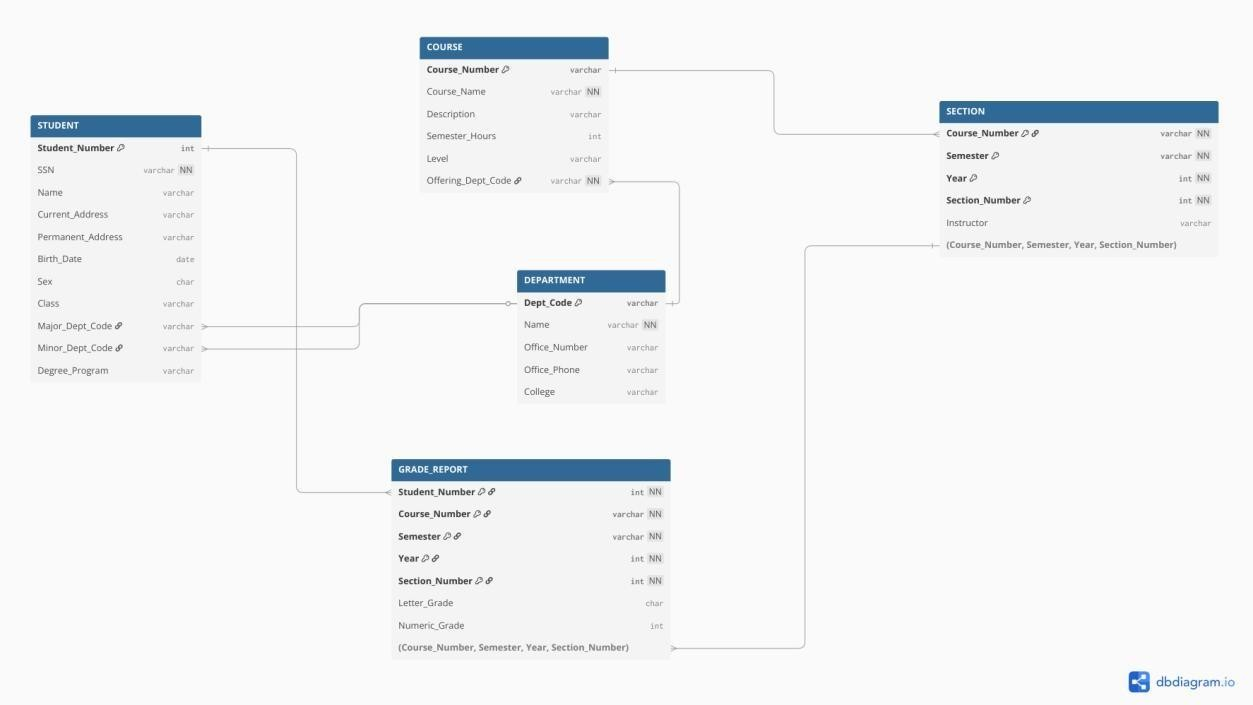 COURSE
Course_Number varchar
Course_Name varchar NN
Description varchar
Semester_Hours int
Level varchar
Offering_Dept_Code varchar NN
STUDENT
Student_Number int
SSN varchar NN
Name varchar
Current_Address varchar
Permanent_Address varchar
Birth_Date date
Sex char
Class varchar
Major_Dept_Code varchar
Minor_Dept_Code varchar
Degree_Program varchar
SECTION
Course_Number varchar NN
Semester varchar NN
Year int NN
Section_Number int NN
Instructor varchar
(Course_Number, Semester, Year, Section_Number)
DEPARTMENT
Dept_Code varchar
Name varchar NN
Office_Number varchar
Office_Phone varchar
College varchar
GRADE_REPORT
Student_Number int NN
Course_Number varchar NN
Semester varchar NN
Year int NN
Section_Number int NN
Letter_Grade char
Numeric_Grade int
(Course_Number, Semester, Year, Section_Number)
dbdiagram.io